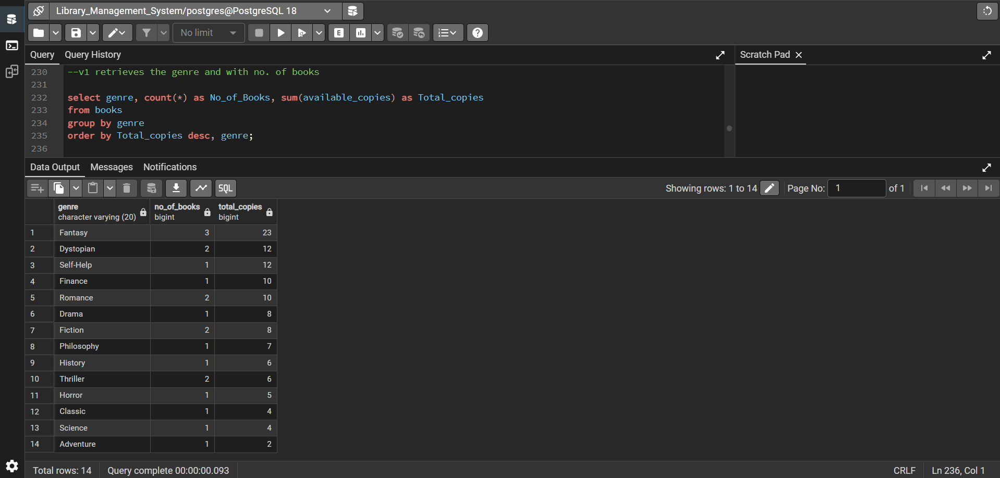 Library_Management_System/postgres@PostgreSQL 18
No limit
E
Query Query History
Scratch Pad
230 --v1 retrieves the genre and with no. of books
231
232 select genre, count(*) as No_of_Books, sum(available_copies) as Total_copies
233 from books
234 group by genre
235 order by Total_copies desc, genre;
236
Data Output Messages Notifications
SQL
Showing rows: 1 to 14
Page No: 1 of 1
genre no_of_books total_copies
character varying (20) bigint bigint
1 Fantasy 3 23
2 Dystopian 2 12
3 Self-Help 1 12
4 Finance 1 10
5 Romance 2 10
6 Drama 1 8
7 Fiction 2 8
8 Philosophy 1 7
9 History 1 6
10 Thriller 2 6
11 Horror 1 5
12 Classic 1 4
13 Science 1 4
14 Adventure 1 2
Total rows: 14 Query complete 00:00:00.093 CRLF Ln 236, Col 1